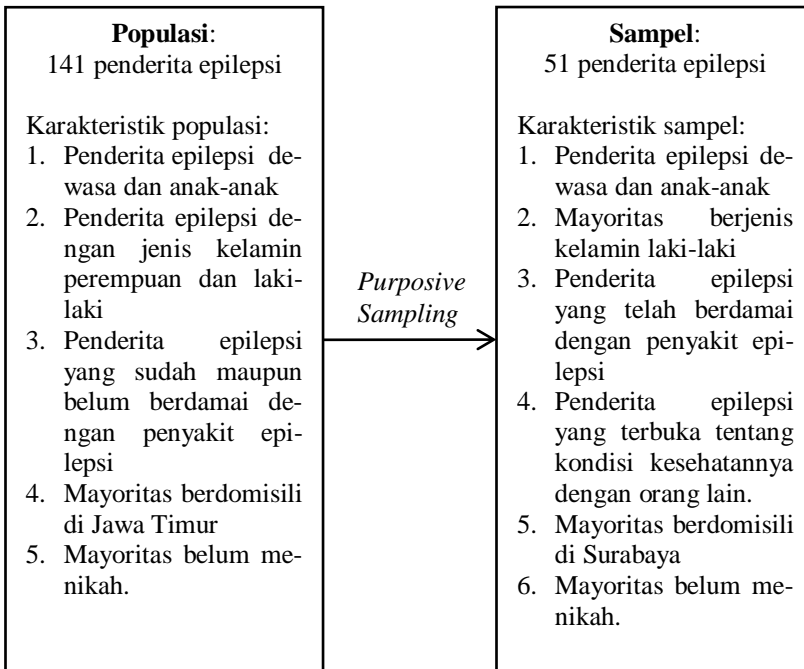 Populasi:
141 penderita epilepsi
Karakteristik populasi:
1. Penderita epilepsi de-
wasa dan anak-anak
2. Penderita epilepsi de-
ngan jenis kelamin
perempuan dan laki-
laki
3. Penderita epilepsi
yang sudah maupun
belum berdamai de-
ngan penyakit epi-
lepsi
4. Mayoritas berdomisili
di Jawa Timur
5. Mayoritas belum me-
nikah.
Purposive
Sampling
Sampel:
51 penderita epilepsi
Karakteristik sampel:
1. Penderita epilepsi de-
wasa dan anak-anak
2. Mayoritas berjenis
kelamin laki-laki
3. Penderita epilepsi
yang telah berdamai
dengan penyakit epi-
lepsi
4. Penderita epilepsi
yang terbuka tentang
kondisi kesehatannya
dengan orang lain.
5. Mayoritas berdomisili
di Surabaya
6. Mayoritas belum me-
nikah.